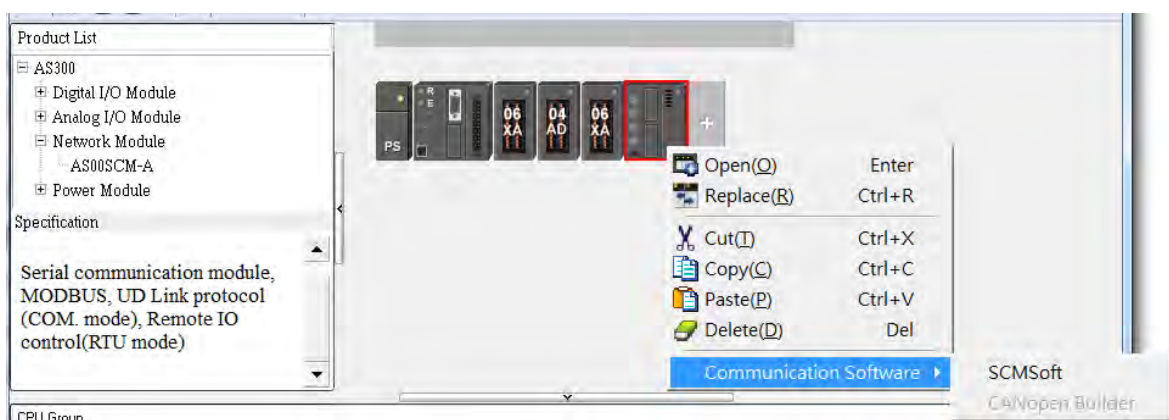 Product List
AS300
Digital I/O Module
Analog I/O Module
Network Module
AS00SCM-A
Power Module
Specification
Serial communication module,
MODBUS, UD Link protocol
(COM. mode), Remote IO
control(RTU mode)
R
E
PS
06
XA
04
AD
06
XA
+
Open(O) Enter
Replace(R) Ctrl+R
Cut(T) Ctrl+X
Copy(C) Ctrl+C
Paste(P) Ctrl+V
Delete(D) Del
Communication Software
SCMSoft
CANopen Builder
CPU Group